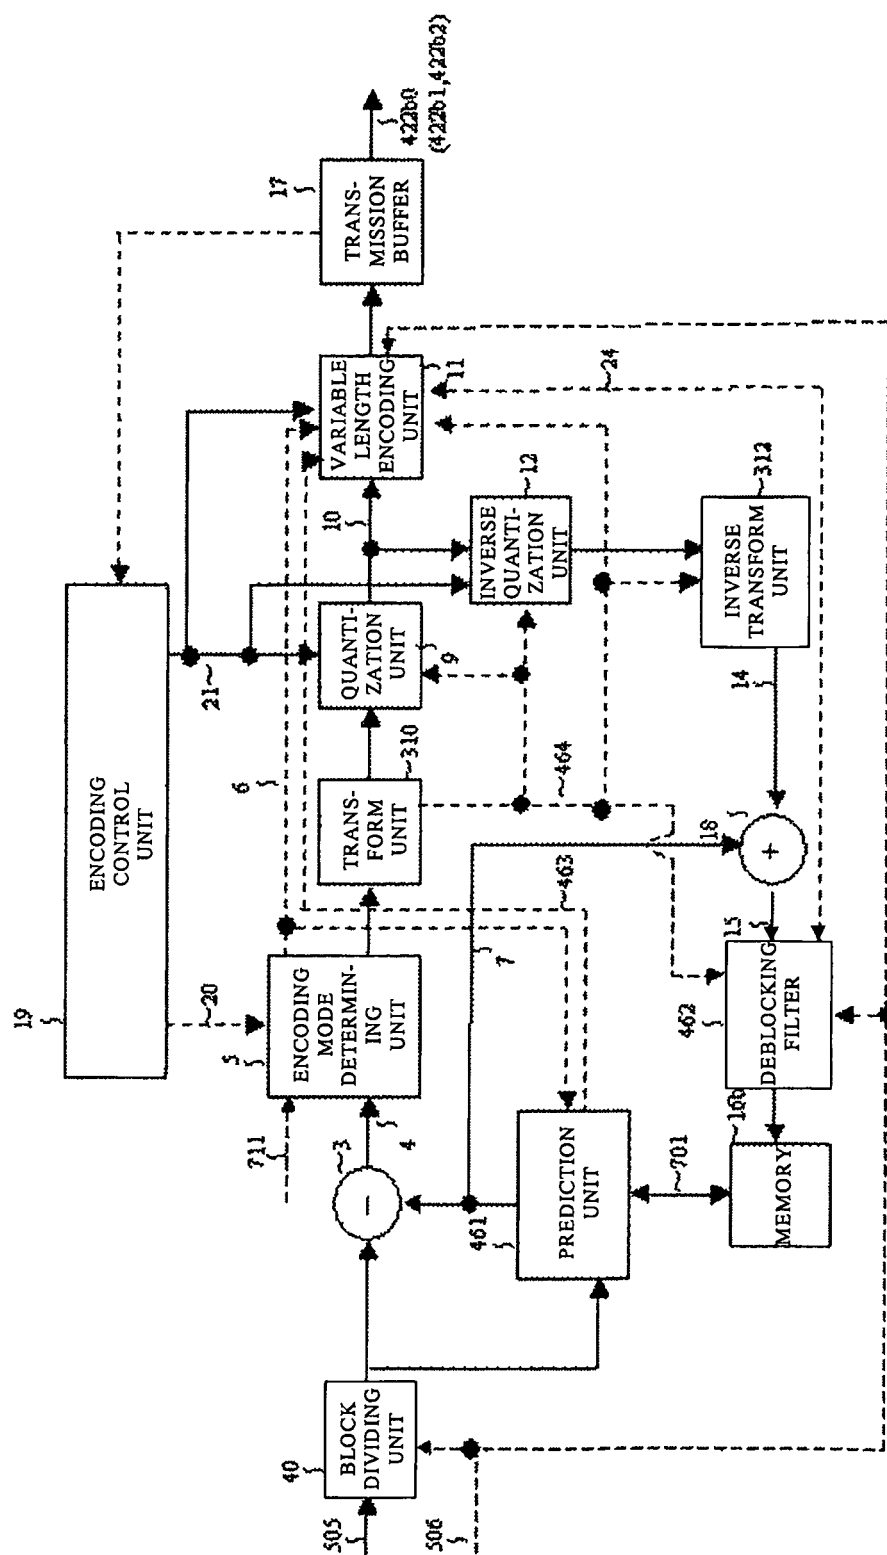 19
ENCODING
CONTROL
UNIT
20
21
711
5
ENCODING
MODE
DETERMIN-
ING
UNIT
6
TRANS-
FORM
UNIT
310
QUANTI-
ZATION
UNIT
9
10
VARIABLE
LENGTH
ENCODING
UNIT
11
17
TRANS-
MISSION
BUFFER
422b0
(422b1,422b2)
505
40
BLOCK
DIVIDING
UNIT
506
3
4
461
PREDICTION
UNIT
7
463
464
INVERSE
QUANTI-
ZATION
UNIT
12
24
INVERSE
TRANSFORM
UNIT
312
14
18
+
15
462
DEBLOCKING
FILTER
16b
MEMORY
701